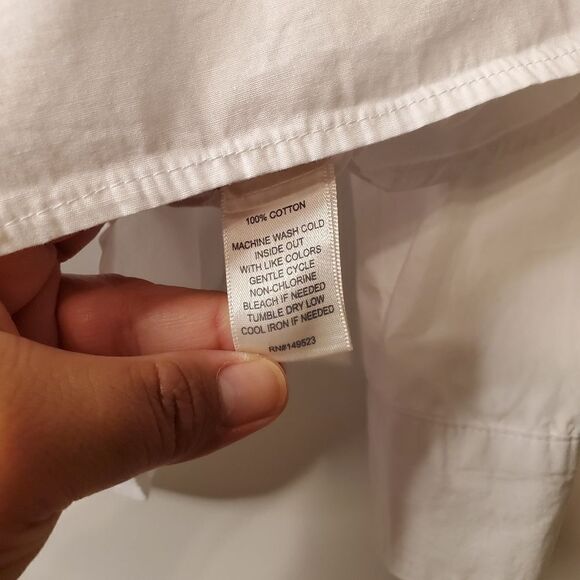 100% COTTON
MACHINE WASH COLD
INSIDE OUT
WITH LIKE COLORS
GENTLE CYCLE
NON-CHLORINE
BLEACH IF NEEDED
TUMBLE DRY LOW
COOL IRON IF NEEDED
RN#149523